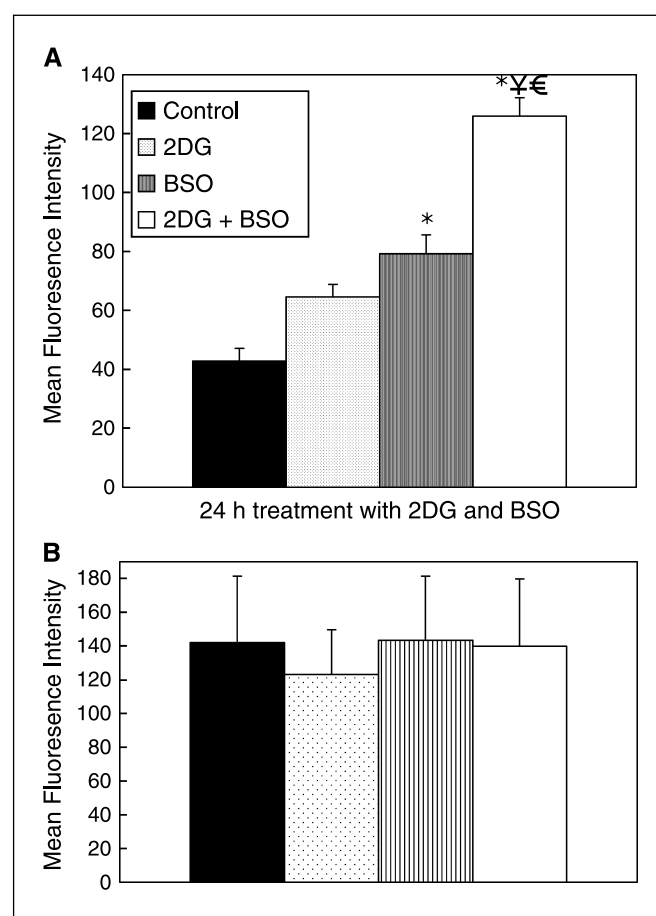 A
140
*¥€
Control
120
2DG
100
BSO
*
2DG + BSO
80
60
40
20
0
Mean Fluoresence Intensity
24 h treatment with 2DG and BSO
B
180
160
140
120
100
80
60
40
20
0
Mean Fluoresence Intensity